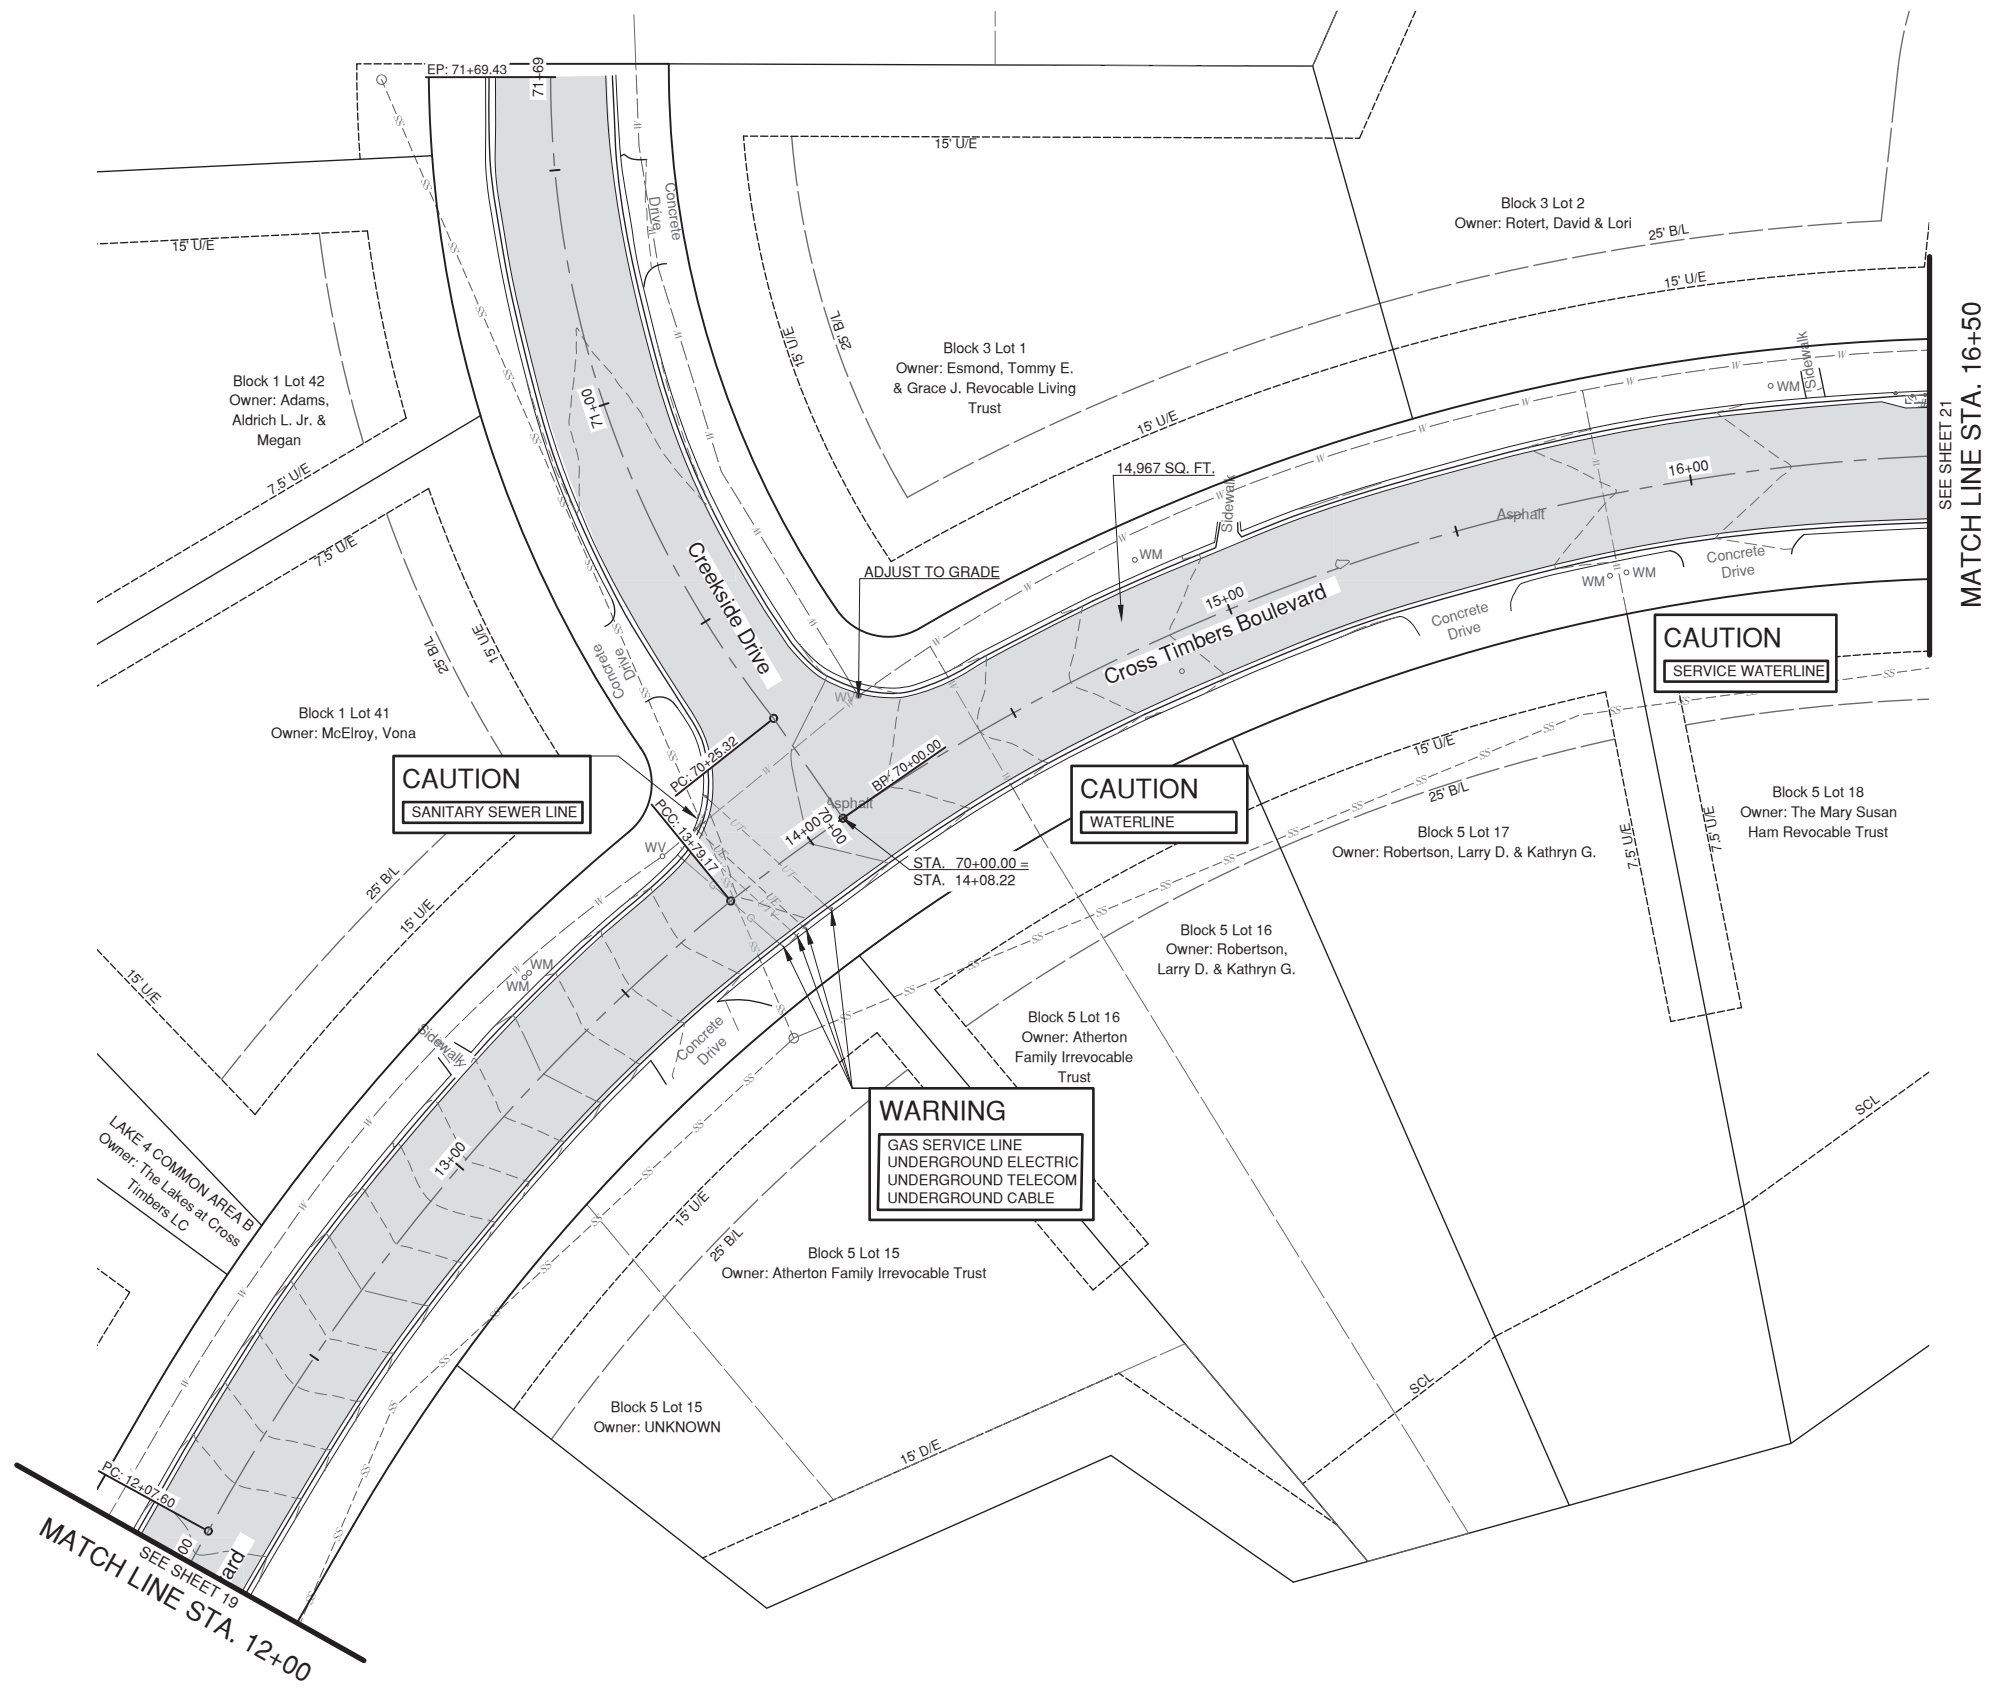 EP: 71+69.43
71+69
15' U/E
Concrete
Drive
Block 3 Lot 2
Owner: Rotert, David & Lori
25' B/L
15' U/E
15' U/E
MATCH LINE STA. 16+50
SEE SHEET 21
Block 1 Lot 42
Owner: Adams,
Aldrich L. Jr. &
Megan
7.5' U/E
7.5' U/E
71+00
15' U/E
25' B/L
Block 3 Lot 1
Owner: Esmond, Tommy E.
& Grace J. Revocable Living
Trust
15' U/E
Sidewalk
WM
14,967 SQ. FT.
Sidewalk
16+00
Asphalt
WM
Concrete
Drive
WM
WM
ADJUST TO GRADE
Creekside Drive
15+00
Cross Timbers Boulevard
Concrete
Drive
CAUTION
SERVICE WATERLINE
25' B/L
15' U/E
Concrete
Drive
Block 1 Lot 41
Owner: McElroy, Vona
WV
PC: 70+25.32
BP: 70+00.00
CAUTION
SANITARY SEWER LINE
PCC: 13+79.17
Asphalt
14+00
70+00
WV
STA. 70+00.00 =
STA. 14+08.22
CAUTION
WATERLINE
15' U/E
25' B/L
Block 5 Lot 17
Owner: Robertson, Larry D. & Kathryn G.
7.5' U/E
7.5' U/E
Block 5 Lot 18
Owner: The Mary Susan
Ham Revocable Trust
25' B/L
15' U/E
15' U/E
WM
WM
Sidewalk
Concrete
Drive
Block 5 Lot 16
Owner: Robertson,
Larry D. & Kathryn G.
Block 5 Lot 16
Owner: Atherton
Family Irrevocable
Trust
WARNING
GAS SERVICE LINE
UNDERGROUND ELECTRIC
UNDERGROUND TELECOM
UNDERGROUND CABLE
SCL
LAKE 4 COMMON AREA B
Owner: The Lakes at Cross
Timbers LC
13+00
15' U/E
25' B/L
Block 5 Lot 15
Owner: Atherton Family Irrevocable Trust
Block 5 Lot 15
Owner: UNKNOWN
15' D/E
SCL
PC: 12+07.60
00
ard
SEE SHEET 19
MATCH LINE STA. 12+00